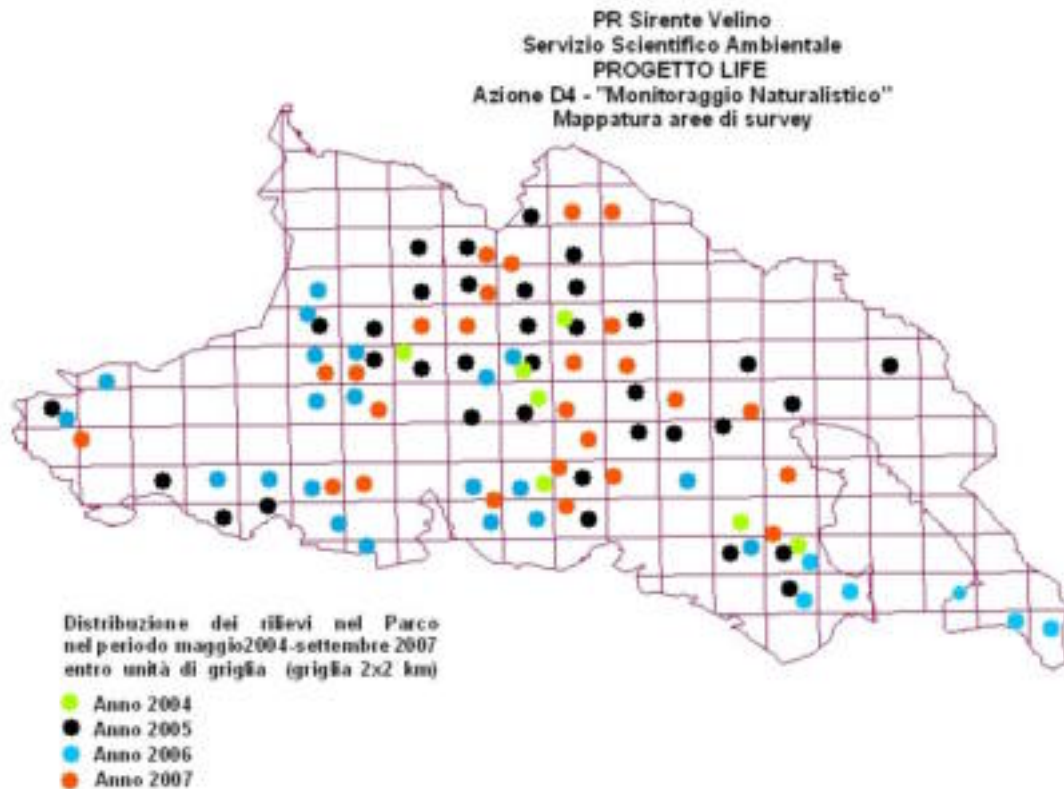 PR Sirente Velino
Servizio Scientifico Ambientale
PROGETTO LIFE
Azione D4 - "Monitoraggio Naturalistico"
Mappatura aree di survey
Distribuzione dei rilievi nel Parco
nel periodo maggio2004-settembre 2007
entro unità di griglia (griglia 2x2 km)
Anno 2004
Anno 2005
Anno 2006
Anno 2007